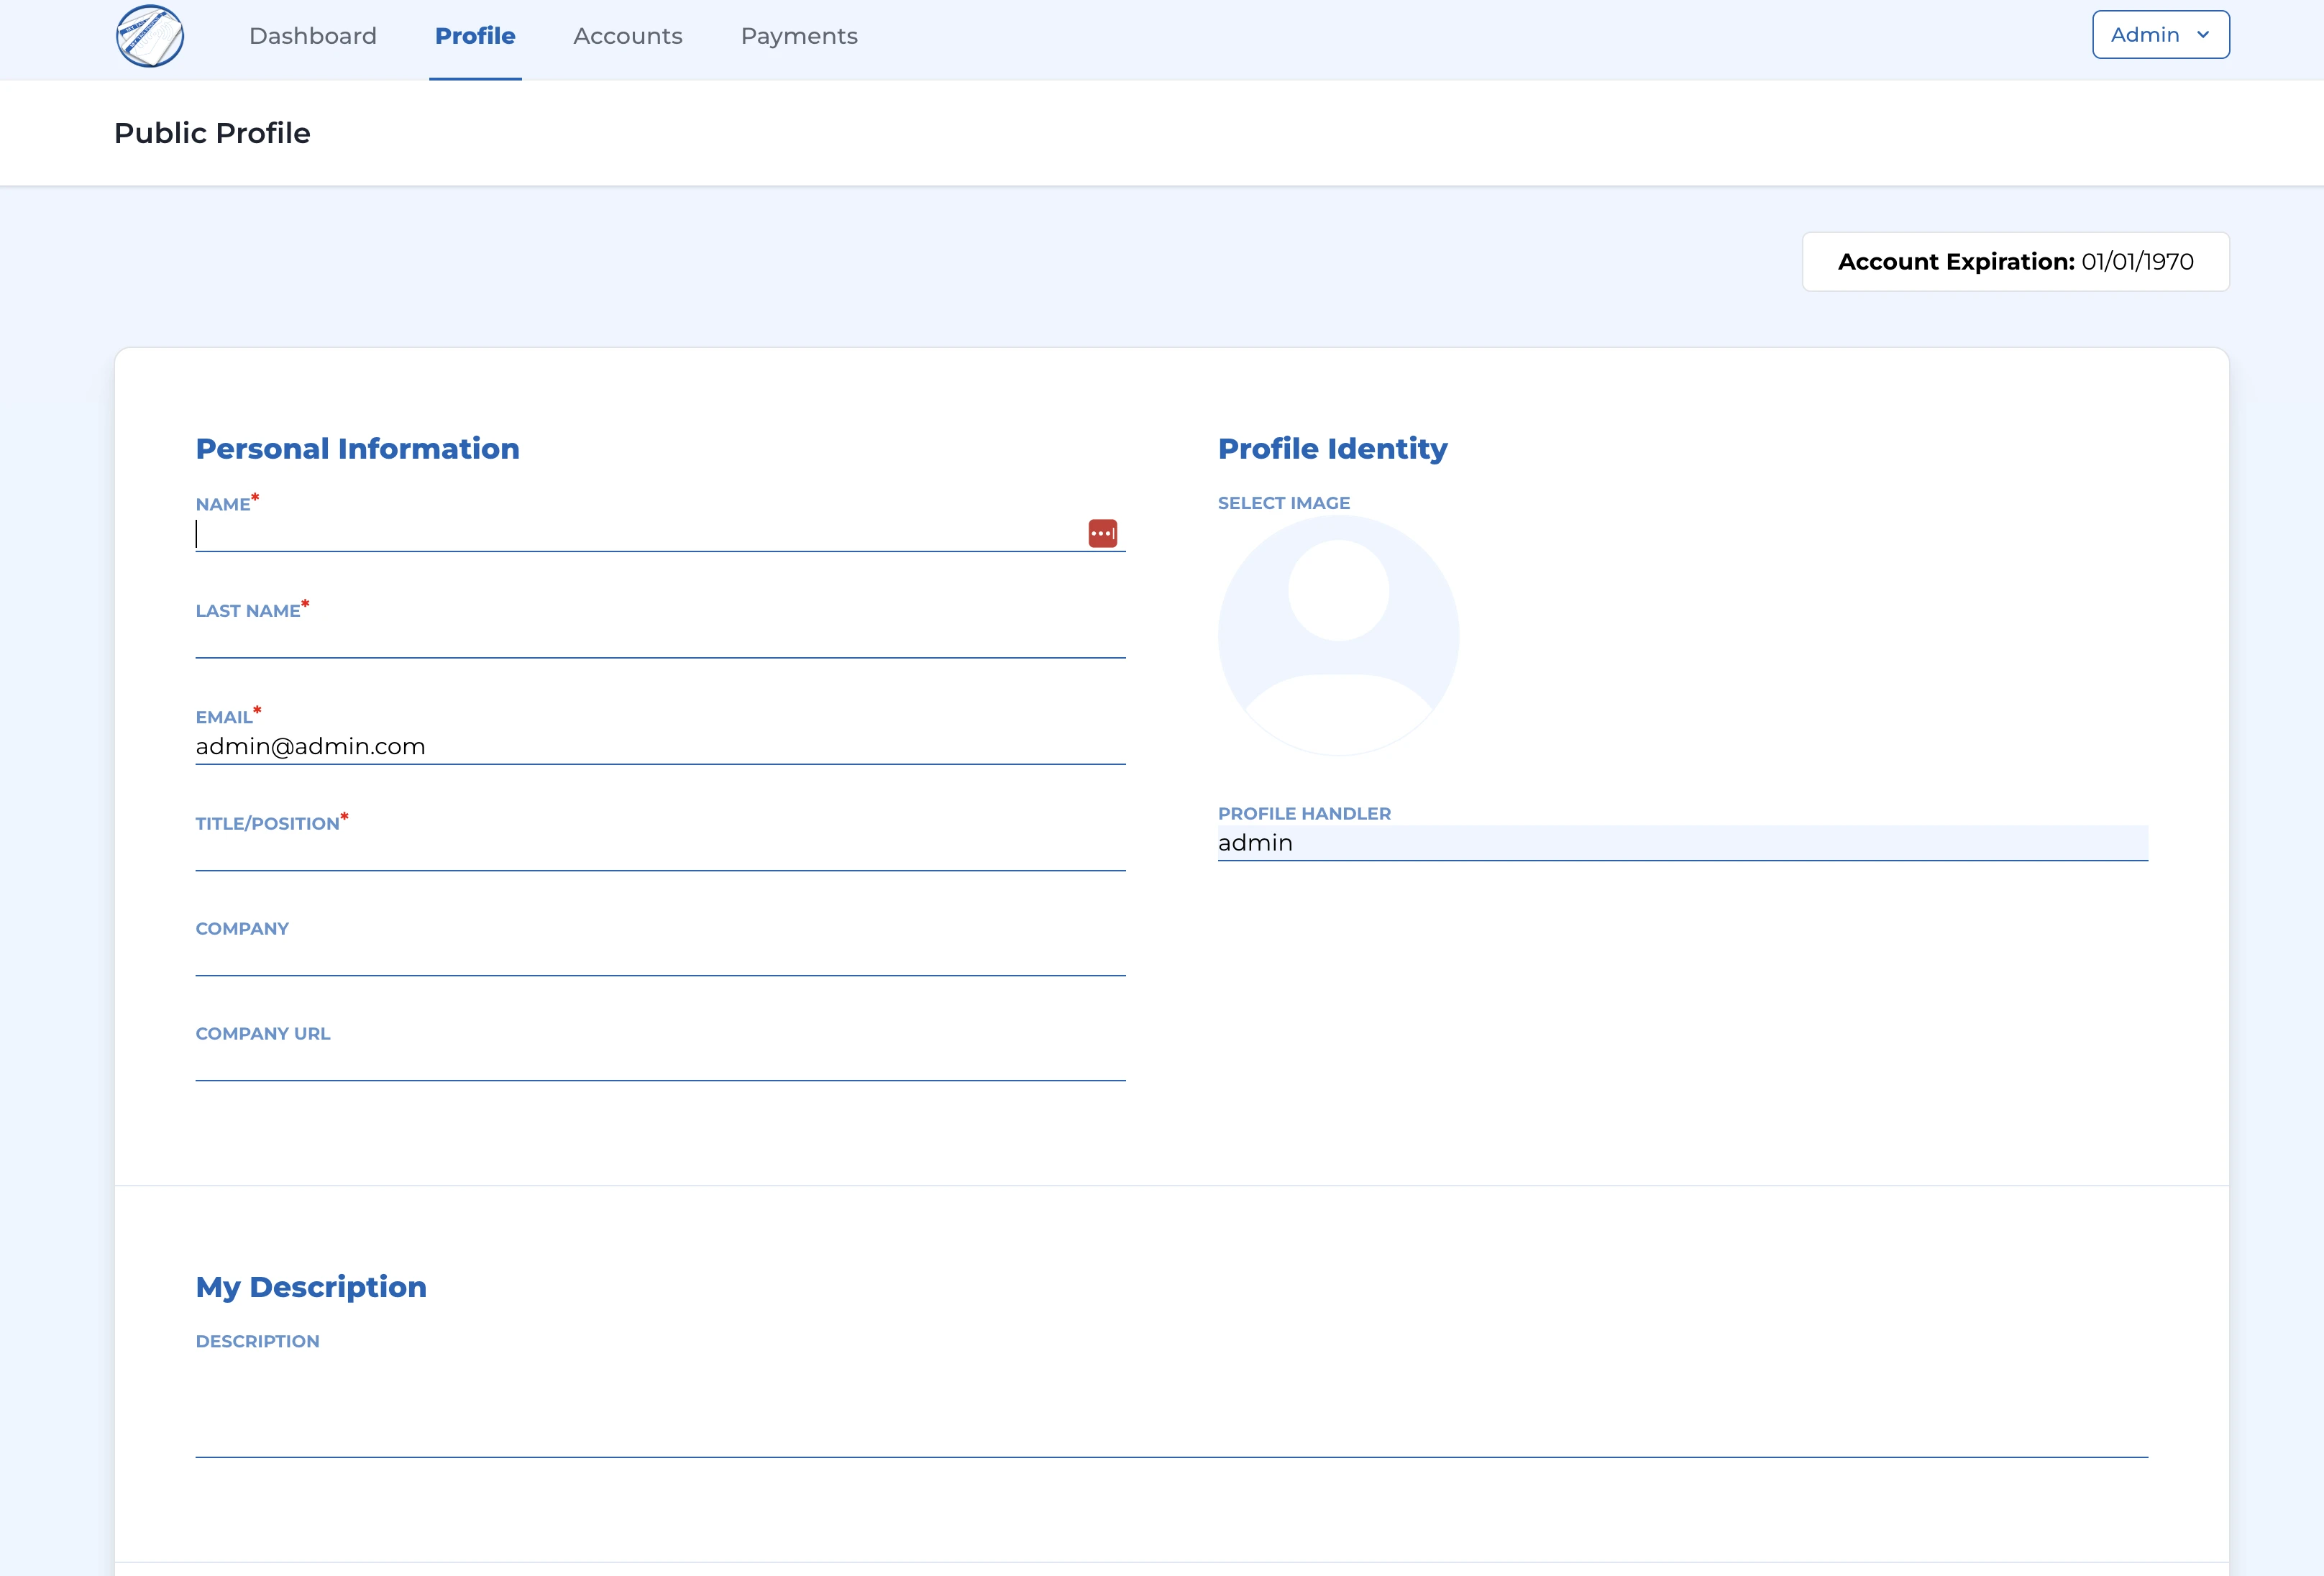 Dashboard
Profile
Accounts
Payments
Admin
Public Profile
Account Expiration: 01/01/1970
Personal Information
NAME*
LAST NAME*
EMAIL*
admin@admin.com
TITLE/POSITION*
COMPANY
COMPANY URL
Profile Identity
SELECT IMAGE
PROFILE HANDLER
admin
My Description
DESCRIPTION